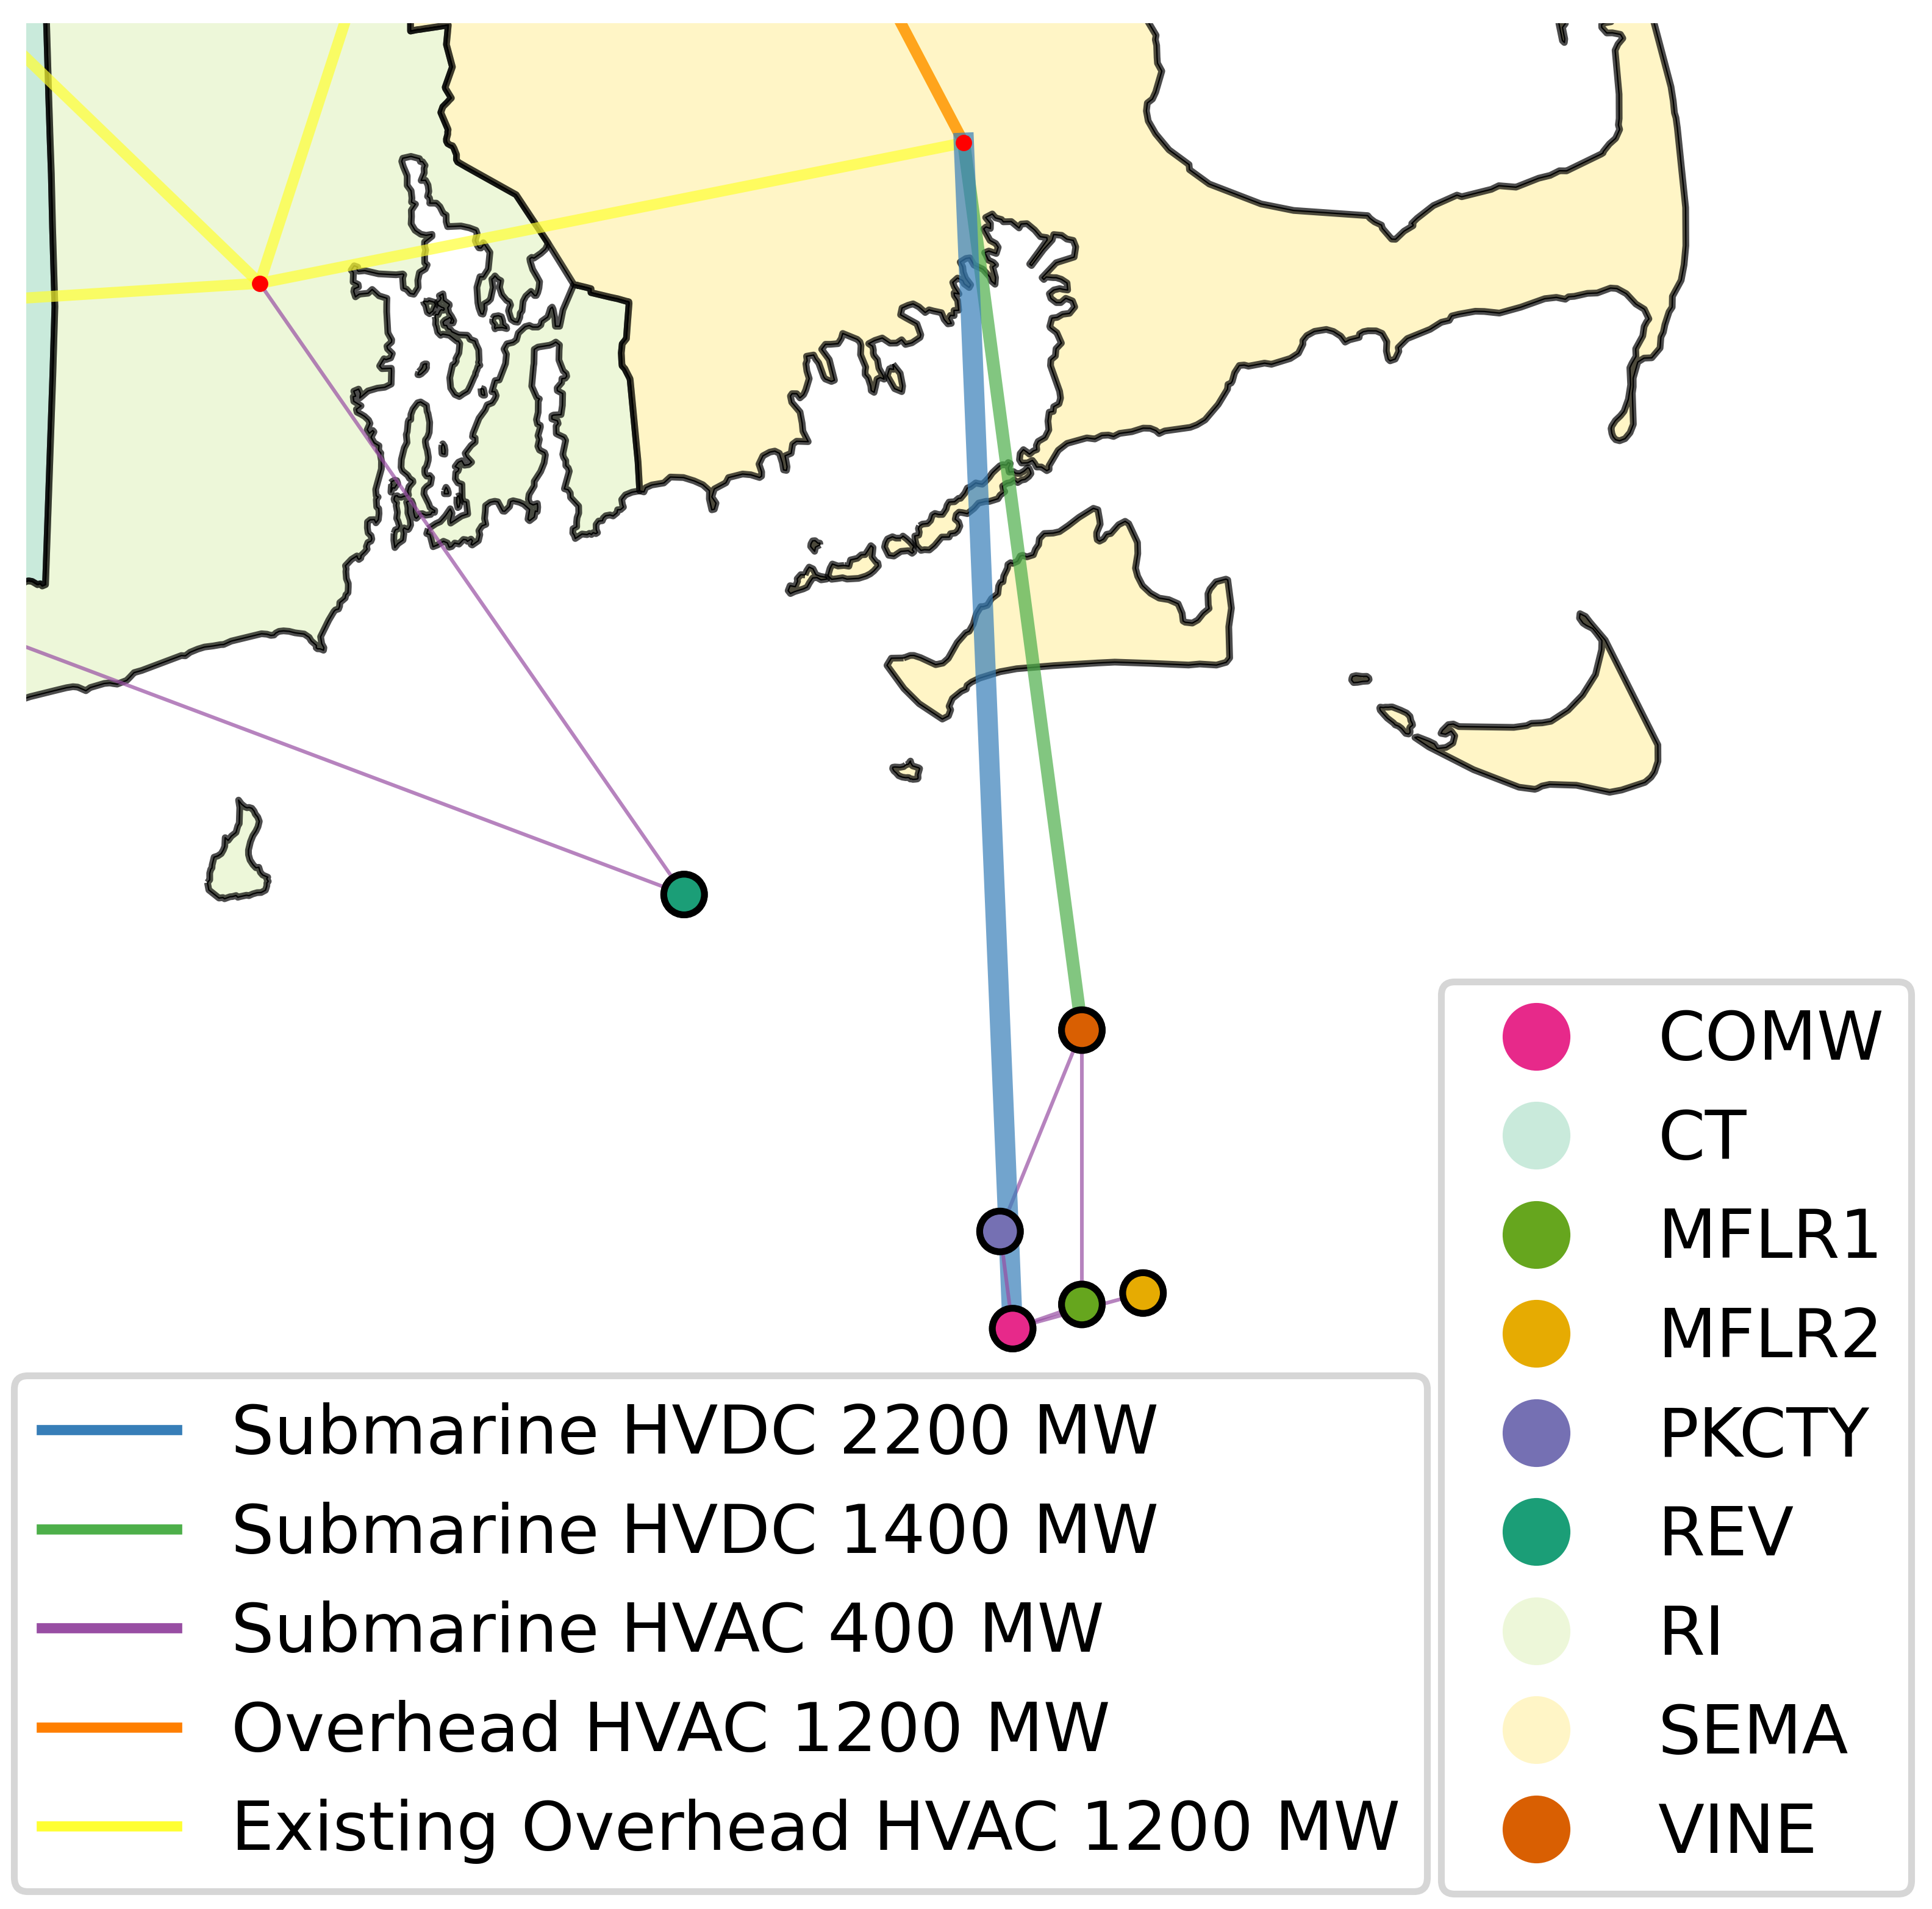 COMW
CT
MFLR1
MFLR2
PKCTY
REV
RI
SEMA
VINE
Submarine HVDC 2200 MW
Submarine HVDC 1400 MW
Submarine HVAC 400 MW
Overhead HVAC 1200 MW
Existing Overhead HVAC 1200 MW